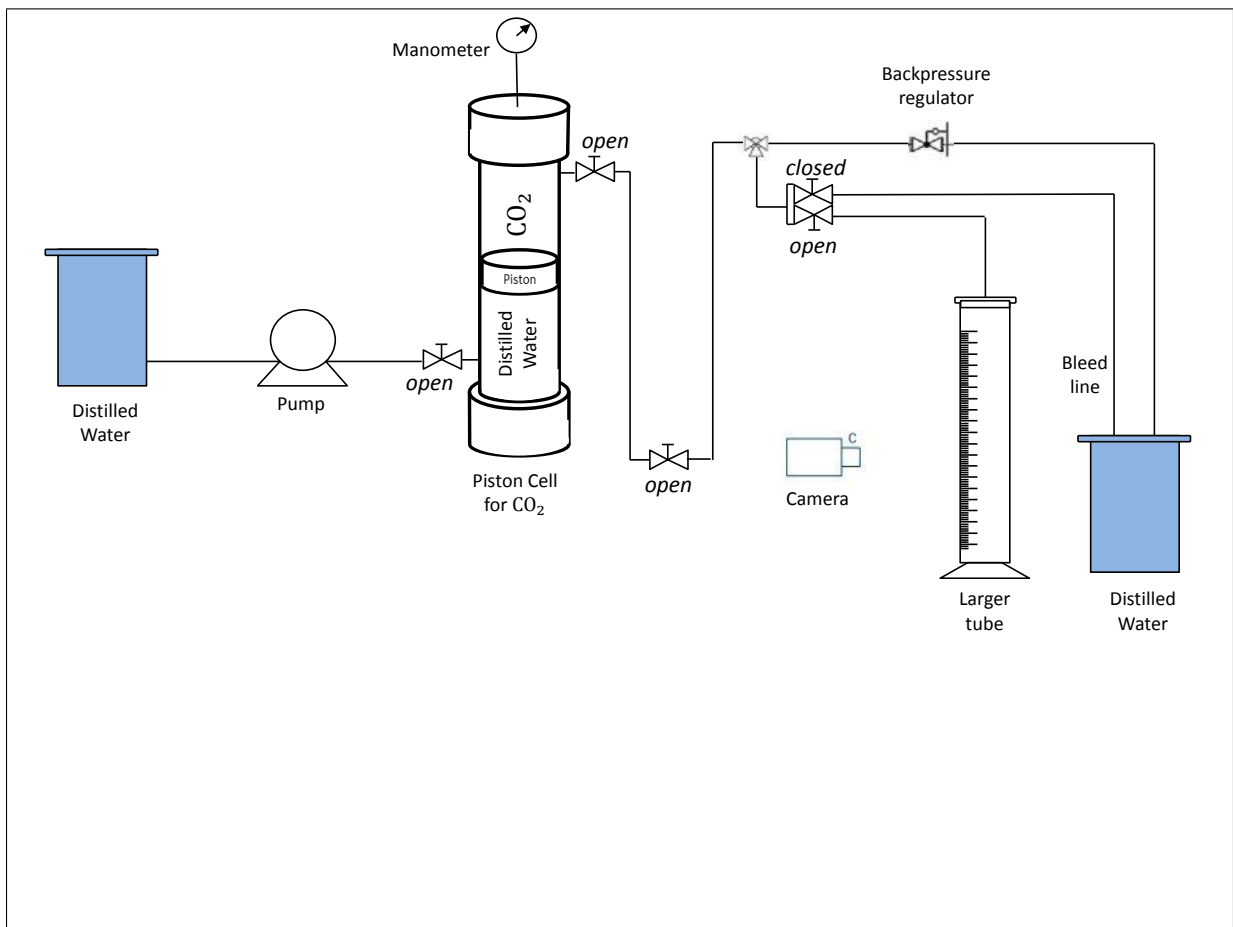 Manometer
Backpressure
regulator
open
closed
CO₂
open
Piston
Distilled
Water
Bleed
line
open
Distilled
Water
Pump
C
Camera
open
Piston Cell
for CO₂
Larger
tube
Distilled
Water